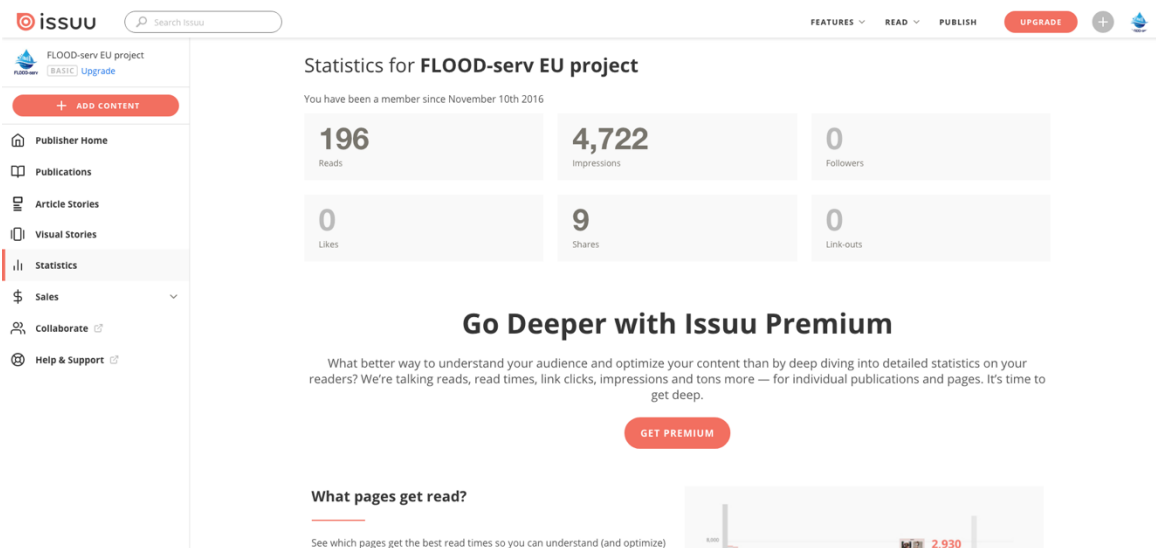 issuu
Search Issuu
FEATURES
READ
PUBLISH
UPGRADE
FLOOD-serv
FLOOD-serv EU project
BASIC Upgrade
ADD CONTENT
Publisher Home
Publications
Article Stories
Visual Stories
Statistics
Sales
Collaborate
Help & Support
Statistics for FLOOD-serv EU project
You have been a member since November 10th 2016
196
Reads
4,722
Impressions
0
Followers
0
Likes
9
Shares
0
Link-outs
Go Deeper with Issuu Premium
What better way to understand your audience and optimize your content than by deep diving into detailed statistics on your
readers? We're talking reads, read times, link clicks, impressions and tons more — for individual publications and pages. It's time to
get deep.
GET PREMIUM
What pages get read?
See which pages get the best read times so you can understand (and optimize)
2,930